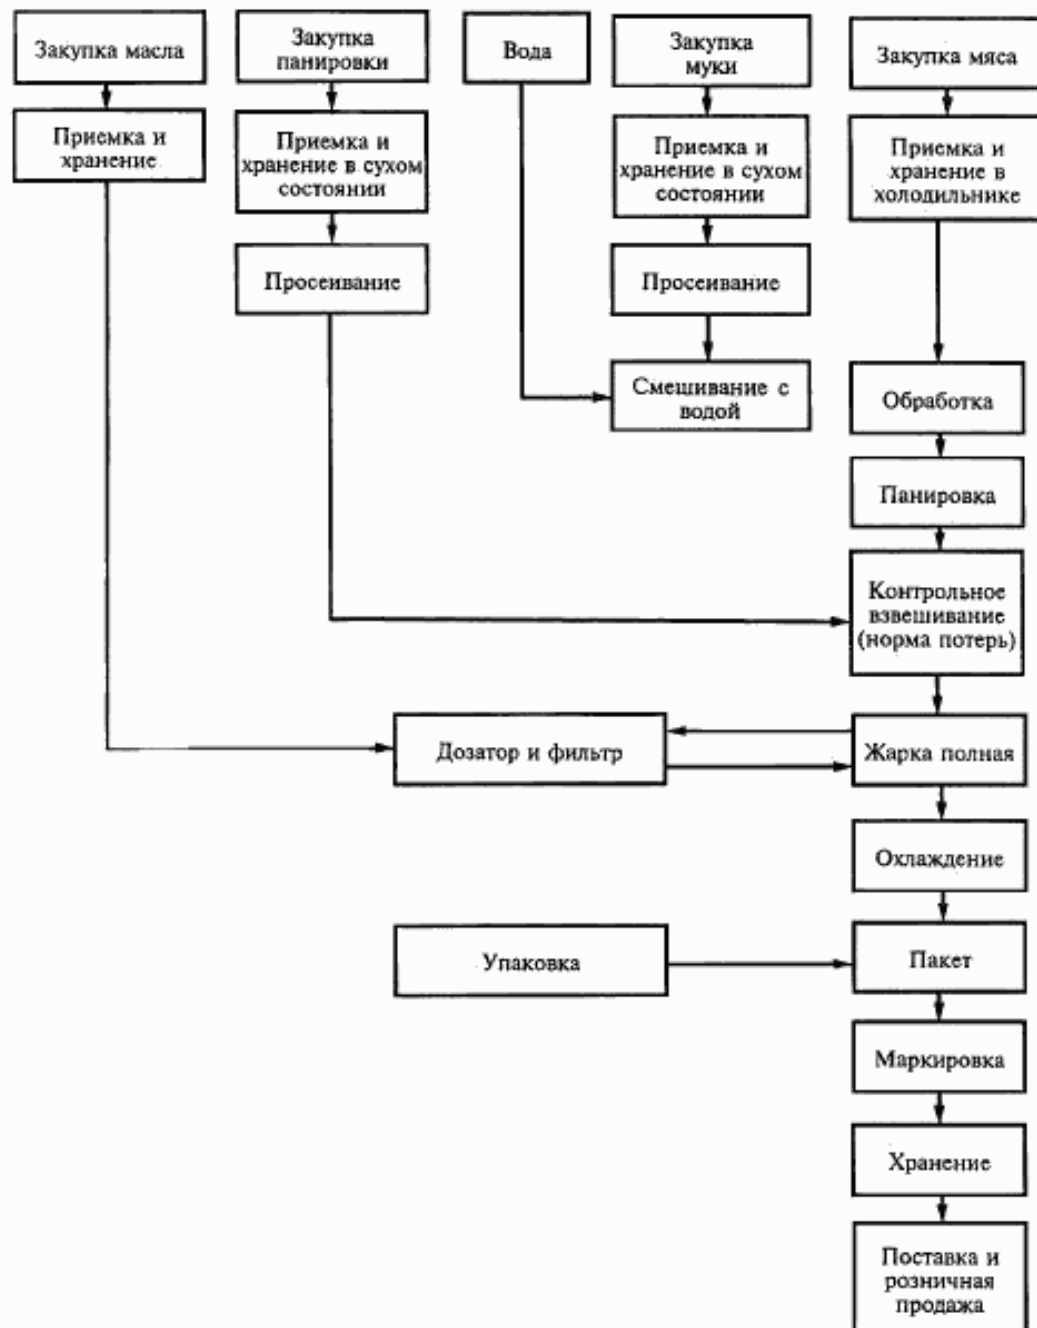 Закупка масла
Закупка
панировки
Вода
Закупка
муки
Закупка мяса
Приемка и
хранение
Приемка и
хранение в сухом
состоянии
Приемка и
хранение в сухом
состоянии
Приемка и
хранение в
холодильнике
Просеивание
Просеивание
Смешивание с
водой
Обработка
Панировка
Контрольное
взвешивание
(норма потерь)
Дозатор и фильтр
Жарка полная
Охлаждение
Упаковка
Пакет
Маркировка
Хранение
Поставка и
розничная
продажа